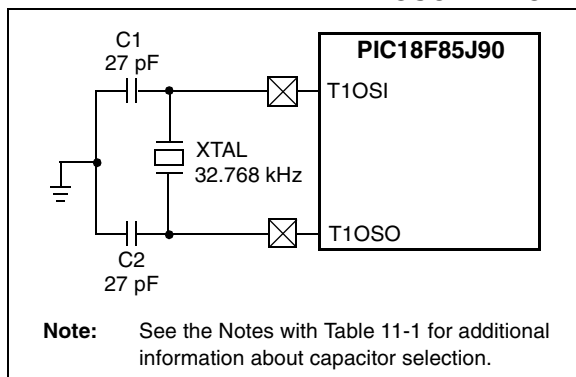 C1
27 pF
PIC18F85J90
T1OSI
XTAL
32.768 kHz
T1OSO
C2
27 pF
Note: See the Notes with Table 11-1 for additional
information about capacitor selection.